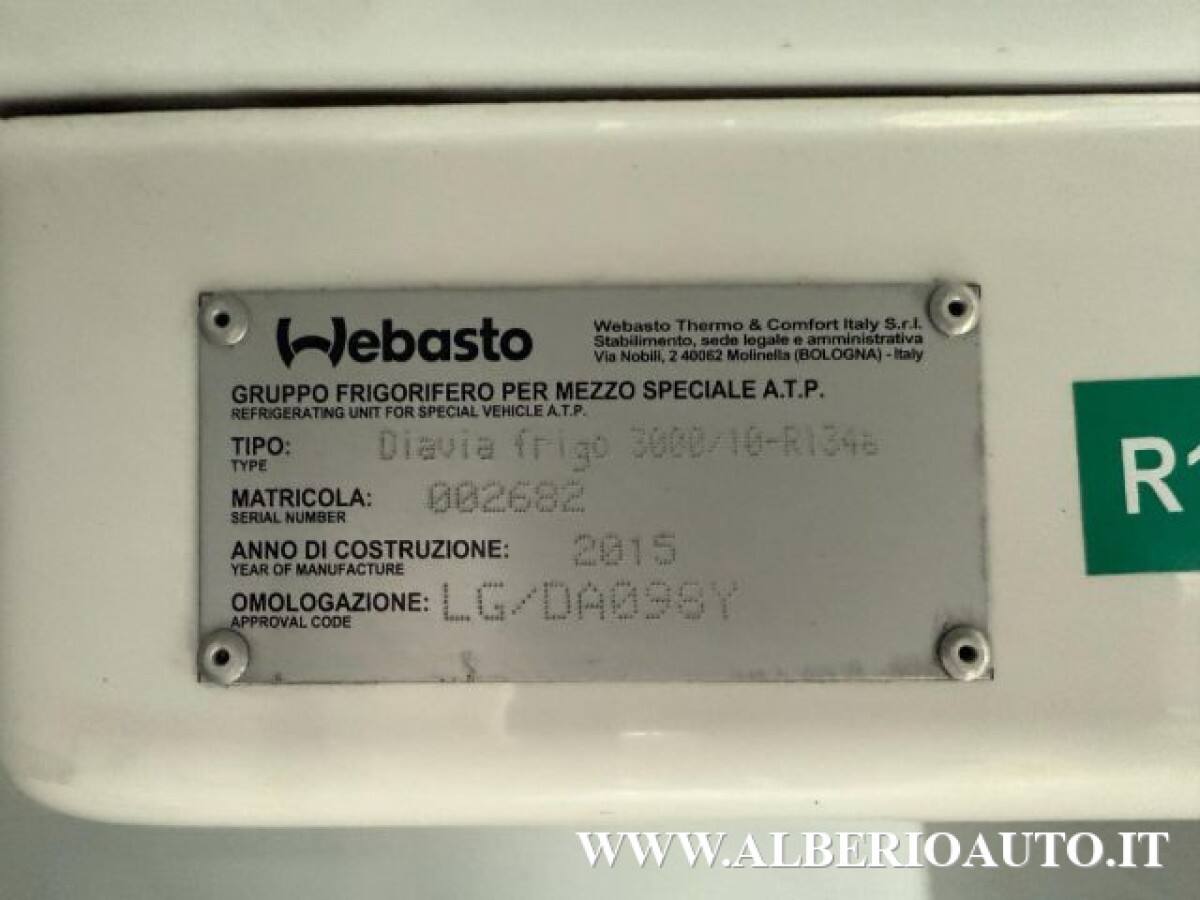 Webasto
Webasto Thermo & Comfort Italy S.r.l.
Stabilimento, sede legale e amministrativa
Via Nobili, 2 40062 Molinella (BOLOGNA) - Italy
GRUPPO FRIGORIFERO PER MEZZO SPECIALE A.T.P.
REFRIGERATING UNIT FOR SPECIAL VEHICLE A.T.P.
TIPO: Diavia frigo 3000/10-R134a
TYPE
MATRICOLA: 002682
SERIAL NUMBER
ANNO DI COSTRUZIONE: 2015
YEAR OF MANUFACTURE
OMOLOGAZIONE: LG/DA098Y
APPROVAL CODE
R1
WWW.ALBERIOAUTO.IT